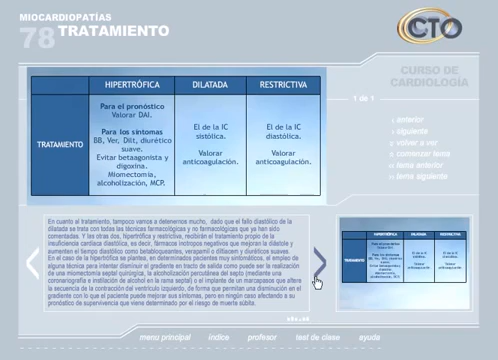 MIOCARDIOPATÍAS
78 TRATAMIENTO
CTO
CURSO DE
CARDIOLOGÍA
1 de 1
HIPERTRÓFICA DILATADA RESTRICTIVA
TRATAMIENTO
Para el pronóstico
Valorar DAI.
Para los síntomas
BB, Ver, Dilt, diurético
suave.
Evitar betaagonista y
digoxina.
Miomectomía,
alcoholización, MCP.
El de la IC
sistólica.
Valorar
anticoagulación.
El de la IC
diastólica.
Valorar
anticoagulación.
anterior
siguiente
volver a ver
comenzar tema
tema anterior
tema siguiente
En cuanto al tratamiento, tampoco vamos a detenernos mucho, dado que el fallo diastólico de la
dilatada se trata con todas las técnicas farmacológicas y no farmacológicas que ya han sido
comentadas. Y las otras dos, hipertrófica y restrictiva, recibirán el tratamiento propio de la
insuficiencia cardíaca diastólica, es decir, fármacos inotropos negativos que mejoran la diástole y
aumenten el tiempo diastólico como betabloqueantes, verapamil o diltiacem y diuréticos suaves.
En el caso de la hipertrófica se plantea, en determinados pacientes muy sintomáticos, el empleo de
alguna técnica para intentar disminuir el gradiente en tracto de salida como puede ser la realización
de una miomectomía septal quirúrgica, la alcoholización percutánea del septo (mediante una
coronariografía e instilación de alcohol en la rama septal) o el implante de un marcapasos que altere
la secuencia de la contracción del ventrículo izquierdo, de forma que permitan una disminución en el
gradiente con lo que el paciente puede mejorar sus síntomas, pero en ningún caso afectando a su
pronóstico de supervivencia que viene determinado por el riesgo de muerte súbita.
HIPERTRÓFICA DILATADA RESTRICTIVA
TRATAMIENTO
menú principal índice profesor test de clase ayuda